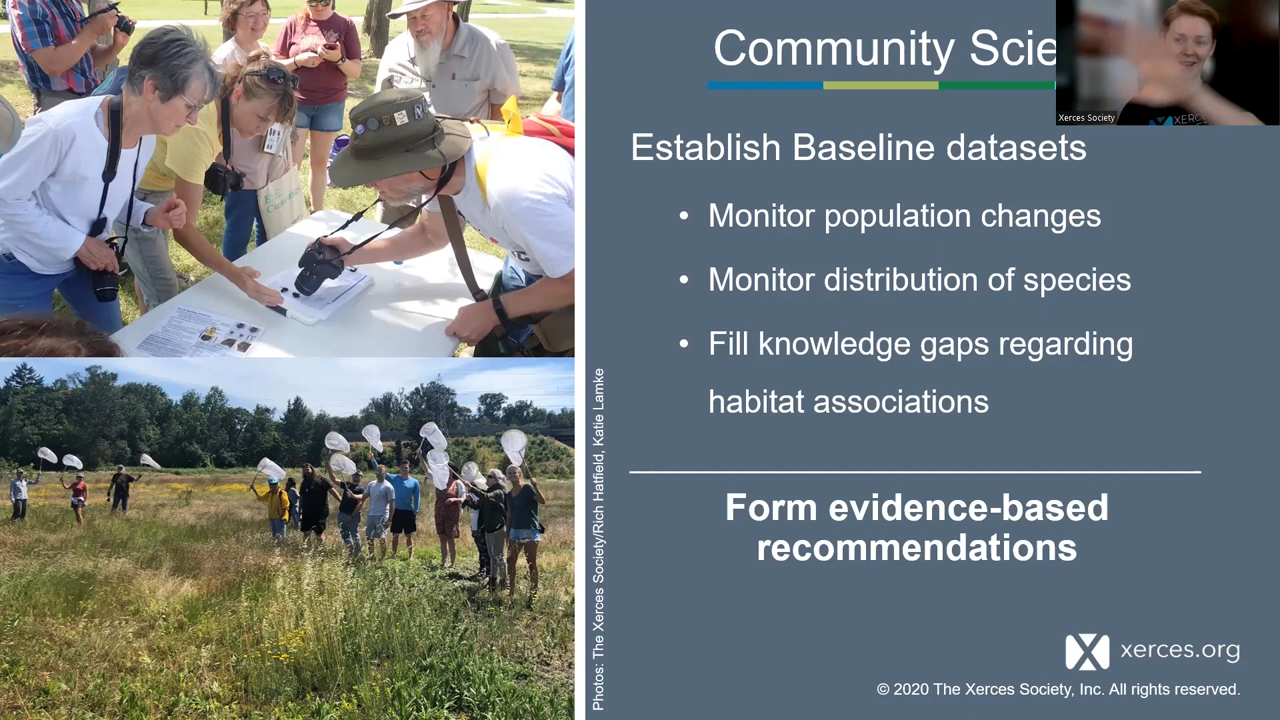 Community Scie
Xerces Society
XERC
Establish Baseline datasets
• Monitor population changes
• Monitor distribution of species
• Fill knowledge gaps regarding
habitat associations
Form evidence-based
recommendations
Photos: The Xerces Society/Rich Hatfield, Katie Lamke
xerces.org
© 2020 The Xerces Society, Inc. All rights reserved.